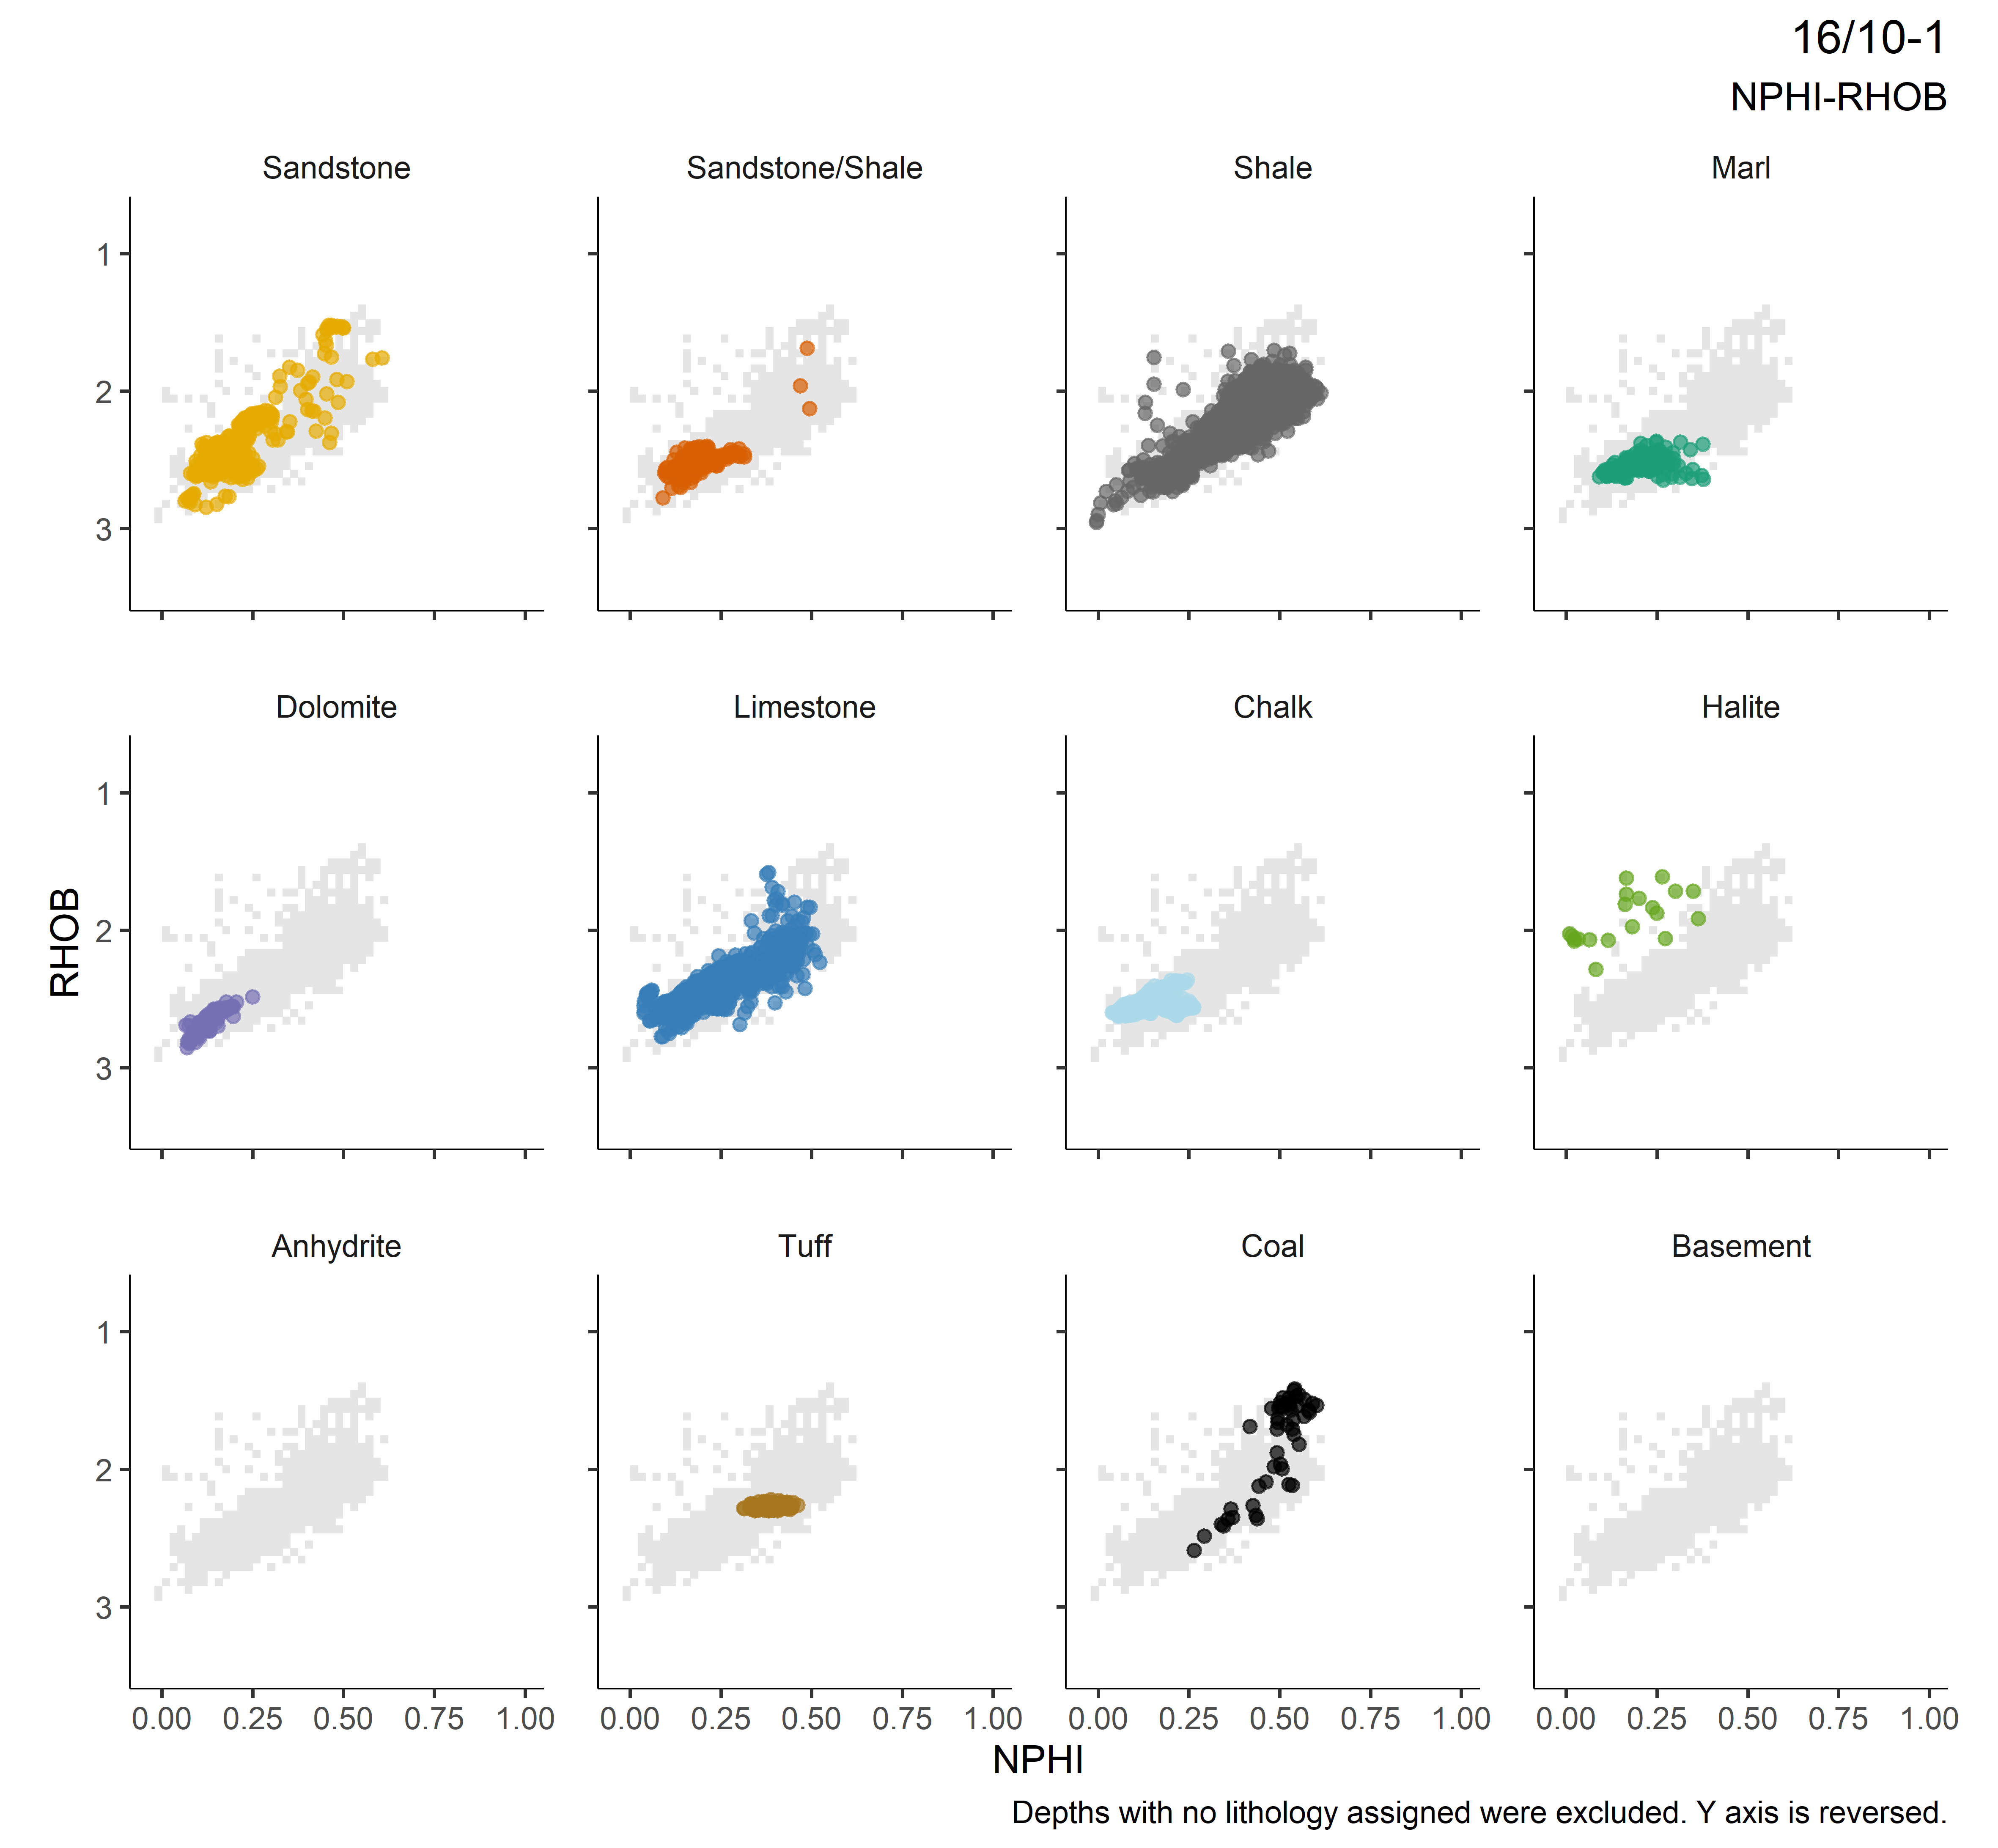 16/10-1
NPHI-RHOB
Sandstone Sandstone/Shale Shale Marl
1
2
3
Dolomite Limestone Chalk Halite
1
2
3
RHOB
Anhydrite Tuff Coal Basement
1
2
3
0.00 0.25 0.50 0.75 1.00 0.00 0.25 0.50 0.75 1.00 0.00 0.25 0.50 0.75 1.00 0.00 0.25 0.50 0.75 1.00
NPHI
Depths with no lithology assigned were excluded. Y axis is reversed.